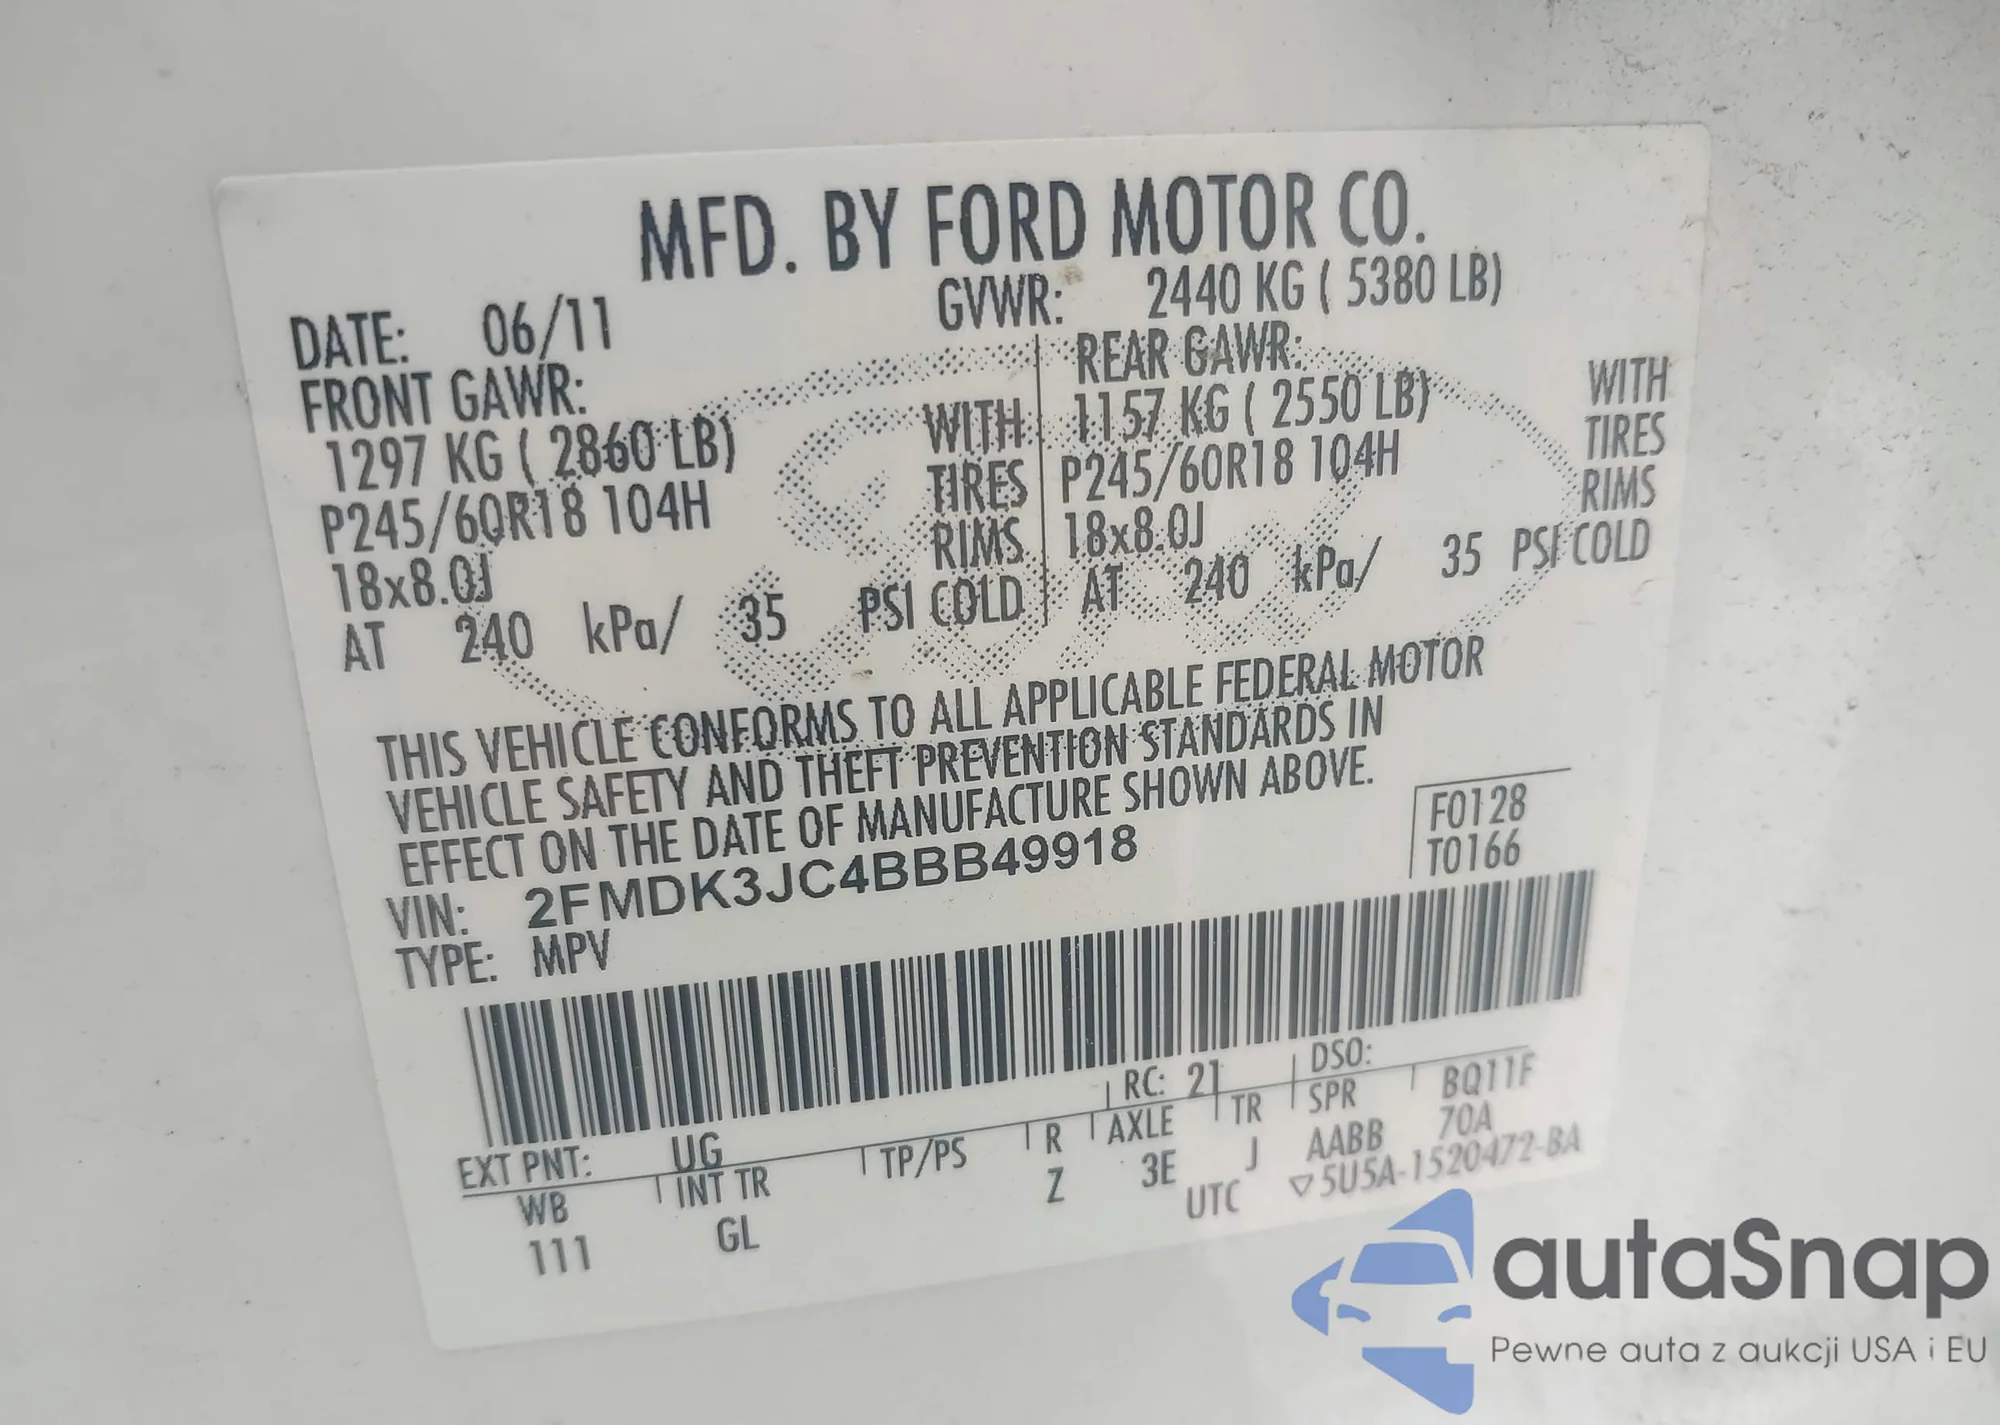 MFD. BY FORD MOTOR CO.
DATE: 06/11 GVWR: 2440 KG ( 5380 LB)
FRONT GAWR: REAR GAWR:
1297 KG ( 2860 LB) WITH 1157 KG ( 2550 LB) WITH
P245/60R18 104H TIRES P245/60R18 104H TIRES
18x8.0J RIMS 18x8.0J RIMS
AT 240 kPa/ 35 PSI COLD AT 240 kPa/ 35 PSI COLD
THIS VEHICLE CONFORMS TO ALL APPLICABLE FEDERAL MOTOR
VEHICLE SAFETY AND THEFT PREVENTION STANDARDS IN
EFFECT ON THE DATE OF MANUFACTURE SHOWN ABOVE.
F0128
T0166
VIN: 2FMDK3JC4BBB49918
TYPE: MPV
RC: 21 DSO:
EXT PNT: UG
WB INT TR TP/PS R AXLE TR SPR BQ11F
111 GL Z 3E J AABB 70A
UTC ▽5U5A-1520472-BA
autaSnap
Pewne auta z aukcji USA i EU